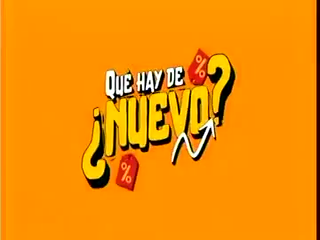 QUE HAY DE
¿NUEVO?
%
%